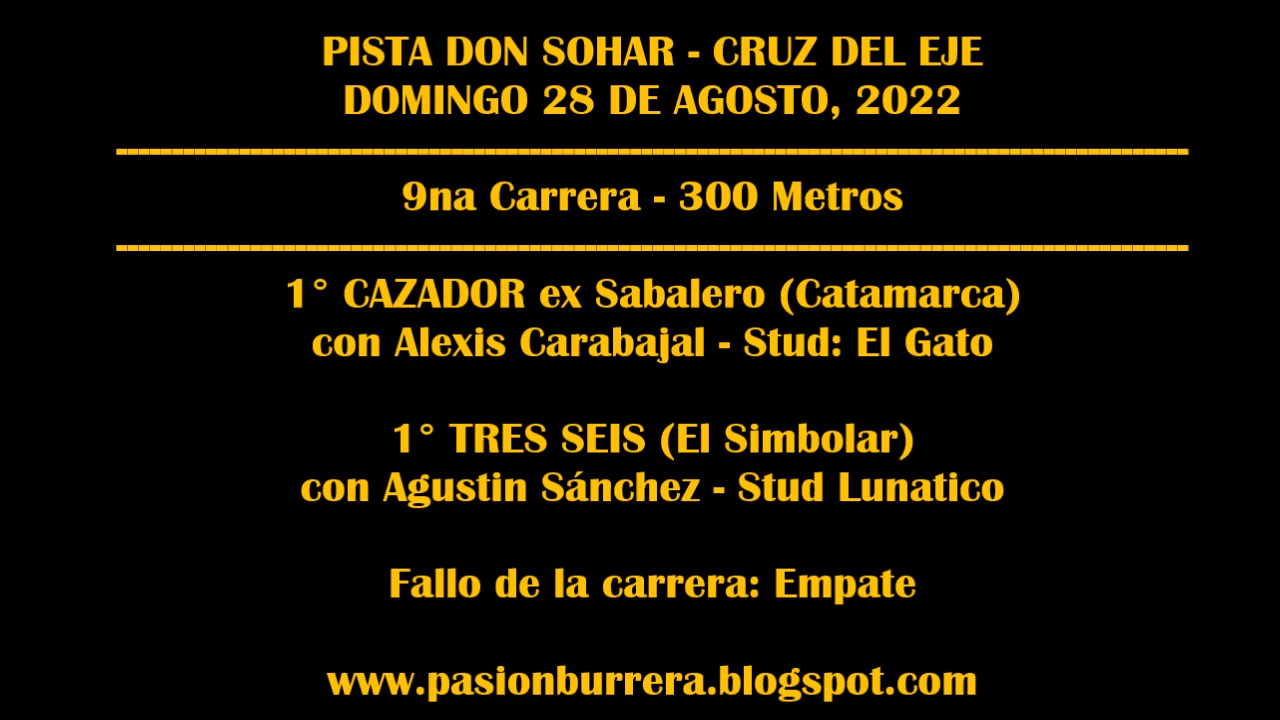 PISTA DON SOHAR - CRUZ DEL EJE
DOMINGO 28 DE AGOSTO, 2022
9na Carrera - 300 Metros
1° CAZADOR ex Sabalero (Catamarca)
con Alexis Carabajal - Stud: El Gato
1° TRES SEIS (El Simbolar)
con Agustin Sánchez - Stud Lunatico
Fallo de la carrera: Empate
www.pasionburrera.blogspot.com